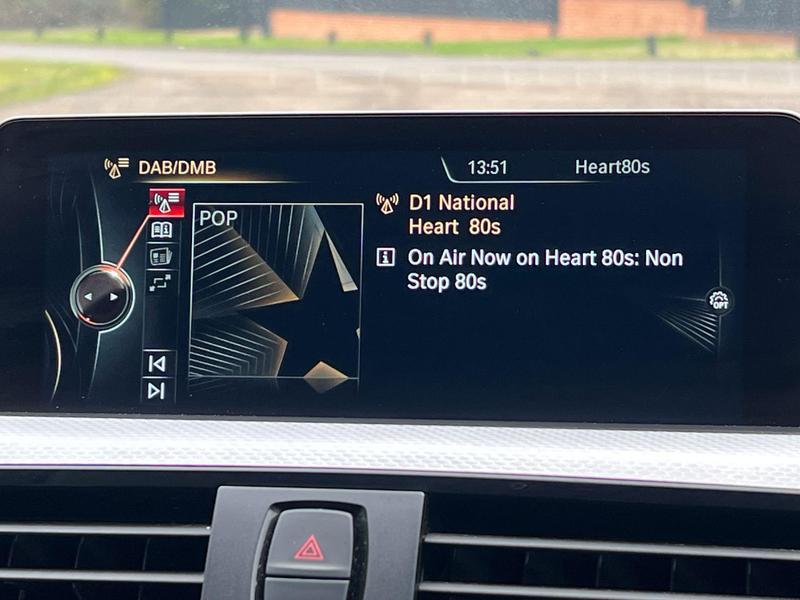 DAB/DMB
13:51
Heart80s
POP
D1 National
Heart 80s
On Air Now on Heart 80s: Non
Stop 80s
OPT